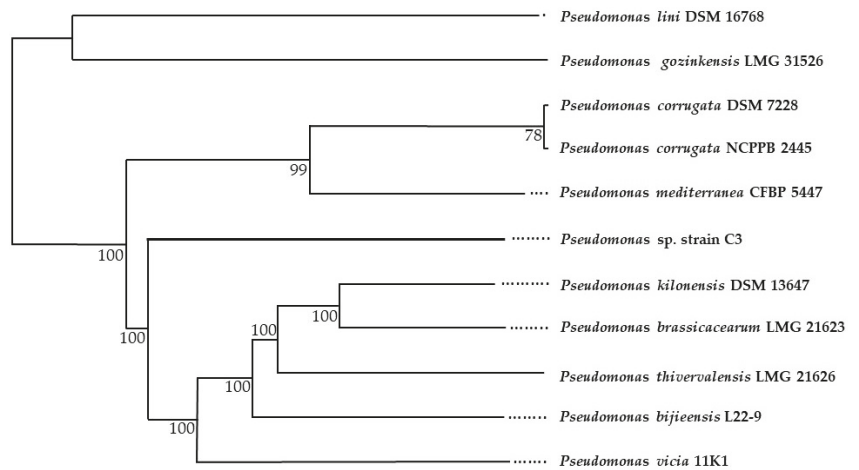 Pseudomonas lini DSM 16768
Pseudomonas gozinkensis LMG 31526
Pseudomonas corrugata DSM 7228
78
Pseudomonas corrugata NCPPB 2445
99
Pseudomonas mediterranea CFBP 5447
Pseudomonas sp. strain C3
100
Pseudomonas kilonensis DSM 13647
100
Pseudomonas brassicacearum LMG 21623
100
100
Pseudomonas thivervalensis LMG 21626
100
Pseudomonas bijieensis L22-9
100
Pseudomonas vicia 11K1